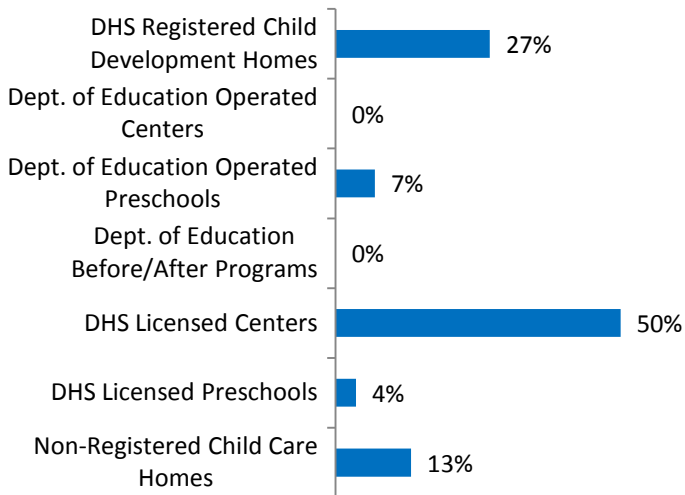 DHS Registered Child
Development Homes
27%
Dept. of Education Operated
Centers
0%
Dept. of Education Operated
Preschools
7%
Dept. of Education
Before/After Programs
0%
DHS Licensed Centers
50%
DHS Licensed Preschools
4%
Non-Registered Child Care
Homes
13%